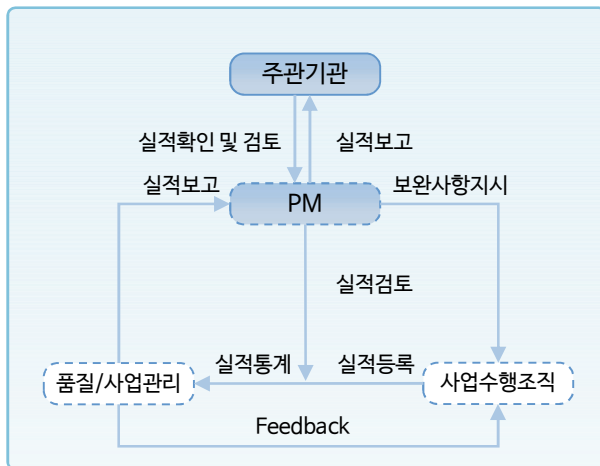 주관기관
실적확인 및 검토
실적보고
실적보고
PM
보완사항지시
실적검토
실적통계
실적등록
품질/사업관리
사업수행조직
Feedback